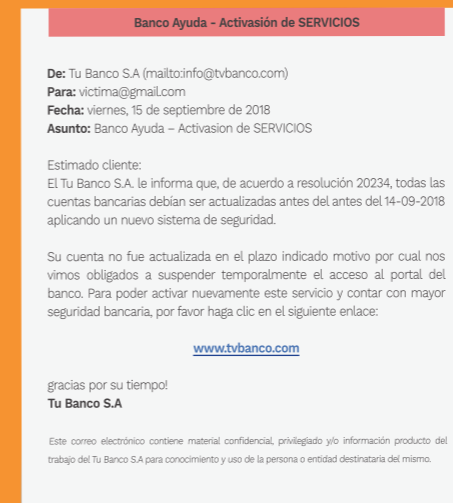 Banco Ayuda - Activasión de SERVICIOS
De: Tu Banco S.A (mailto:info@tvbanco.com)
Para: victima@gmail.com
Fecha: viernes, 15 de septiembre de 2018
Asunto: Banco Ayuda – Activasion de SERVICIOS
Estimado cliente:
El Tu Banco S.A. le informa que, de acuerdo a resolución 20234, todas las
cuentas bancarias debían ser actualizadas antes del antes del 14-09-2018
aplicando un nuevo sistema de seguridad.
Su cuenta no fue actualizada en el plazo indicado motivo por cual nos
vimos obligados a suspender temporalmente el acceso al portal del
banco. Para poder activar nuevamente este servicio y contar con mayor
seguridad bancaria, por favor haga clic en el siguiente enlace:
www.tvbanco.com
gracias por su tiempo!
Tu Banco S.A
Este correo electrónico contiene material confidencial, privilegiado y/o información producto del
trabajo del Tu Banco S.A para conocimiento y uso de la persona o entidad destinataria del mismo.